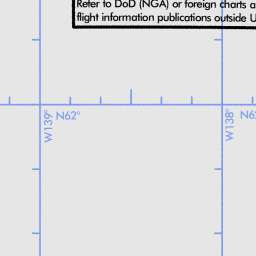 Refer to DoD (NGA) or foreign charts a
flight information publications outside U
W139° N62°
W138° N62